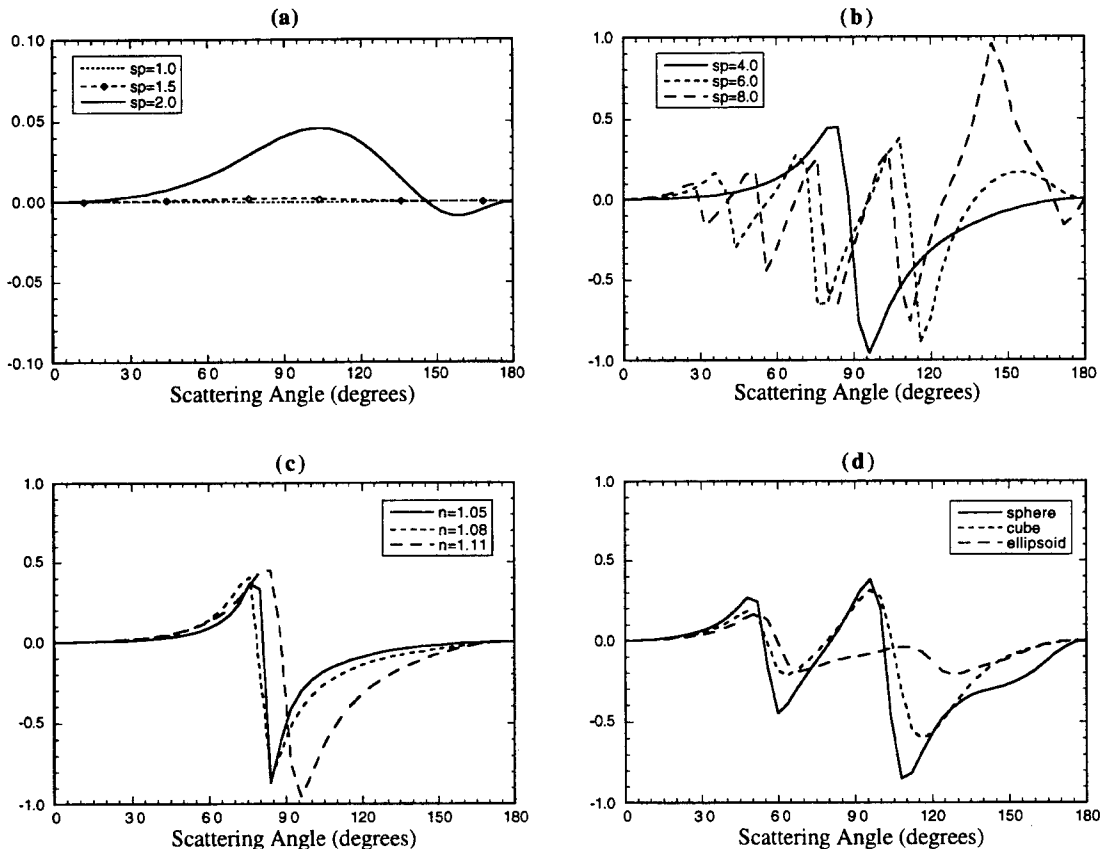 (a)
0.10
0.05
0.00
-0.05
-0.10
sp=1.0
sp=1.5
sp=2.0
0 30 60 90 120 150 180
Scattering Angle (degrees)
(b)
1.0
0.5
0.0
-0.5
-1.0
sp=4.0
sp=6.0
sp=8.0
0 30 60 90 120 150 180
Scattering Angle (degrees)
(c)
1.0
0.5
0.0
-0.5
-1.0
n=1.05
n=1.08
n=1.11
0 30 60 90 120 150 180
Scattering Angle (degrees)
(d)
1.0
0.5
0.0
-0.5
-1.0
sphere
cube
ellipsoid
0 30 60 90 120 150 180
Scattering Angle (degrees)